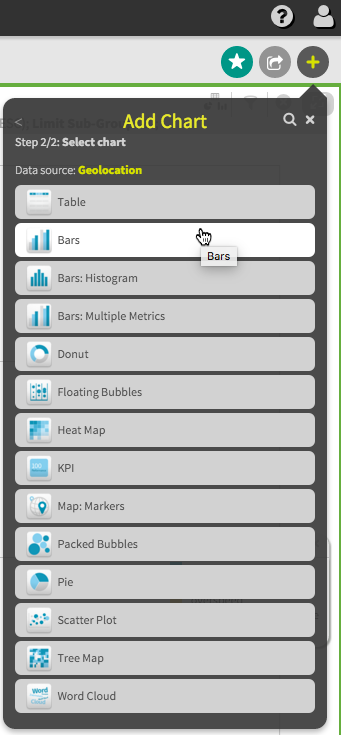 ?
Add Chart
Step 2/2: Select chart
Data source: Geolocation
Table
Bars
Bars
Bars: Histogram
Bars: Multiple Metrics
Donut
Floating Bubbles
Heat Map
KPI
Map: Markers
Packed Bubbles
Pie
Scatter Plot
Tree Map
Word Cloud